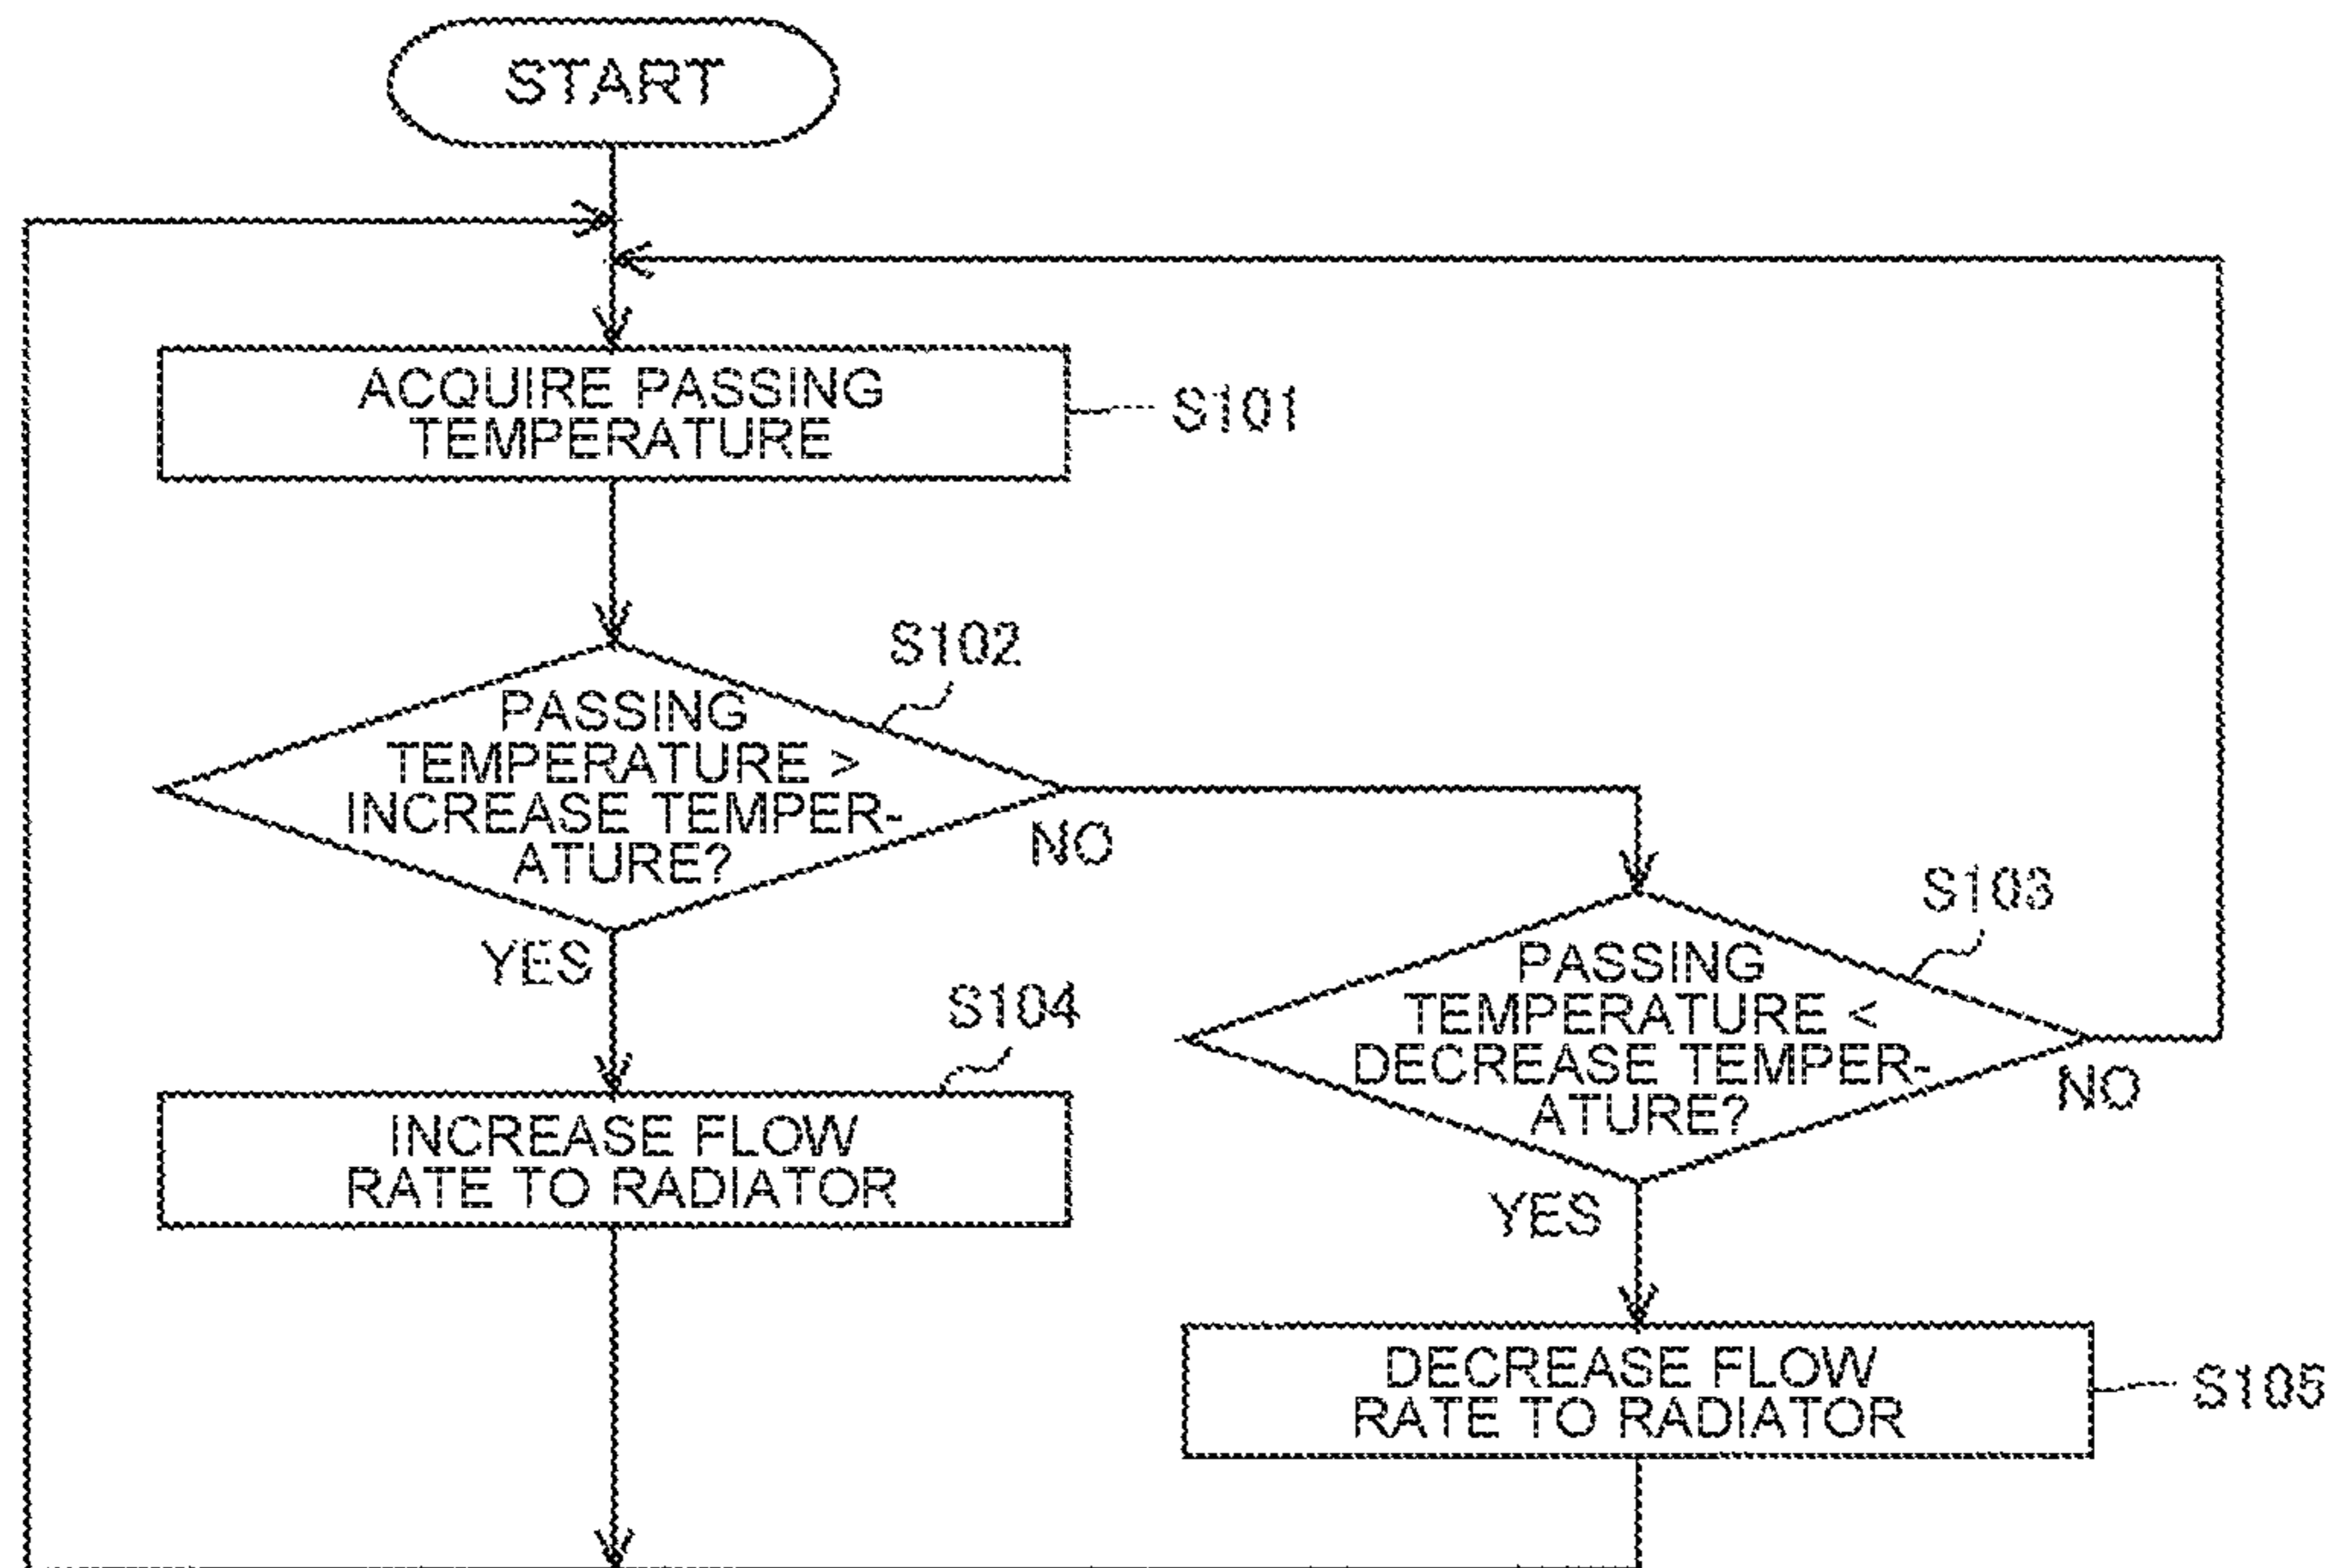 START
ACQUIRE PASSING
TEMPERATURE
S101
S102
PASSING
TEMPERATURE >
INCREASE TEMPER-
ATURE?
NO
YES
S103
PASSING
TEMPERATURE <
DECREASE TEMPER-
ATURE?
NO
YES
S104
INCREASE FLOW
RATE TO RADIATOR
DECREASE FLOW
RATE TO RADIATOR
S105